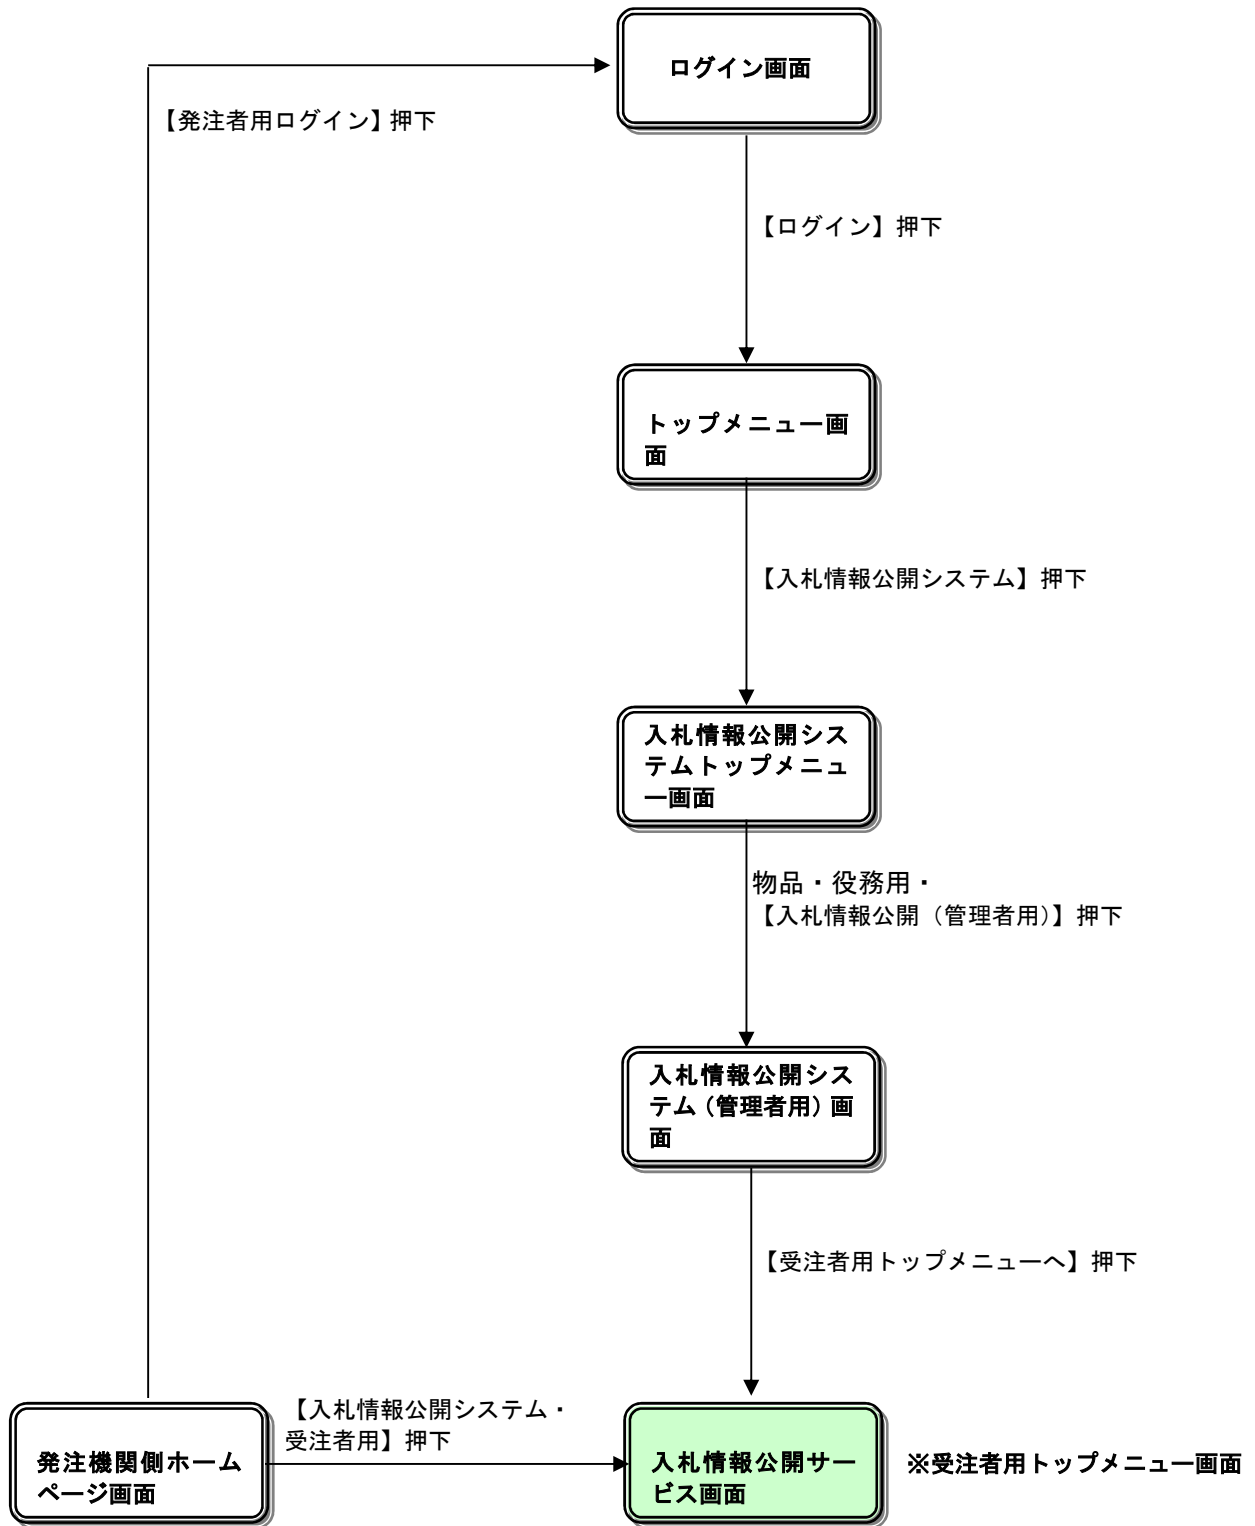 ログイン画面
【発注者用ログイン】押下
【ログイン】押下
トップメニュー画
面
【入札情報公開システム】押下
入札情報公開シス
テムトップメニュ
ー画面
物品・役務用・
【入札情報公開（管理者用）】押下
入札情報公開シス
テム（管理者用）画
面
【受注者用トップメニューへ】押下
【入札情報公開システム・
受注者用】押下
発注機関側ホーム
ページ画面
入札情報公開サー
ビス画面
※受注者用トップメニュー画面